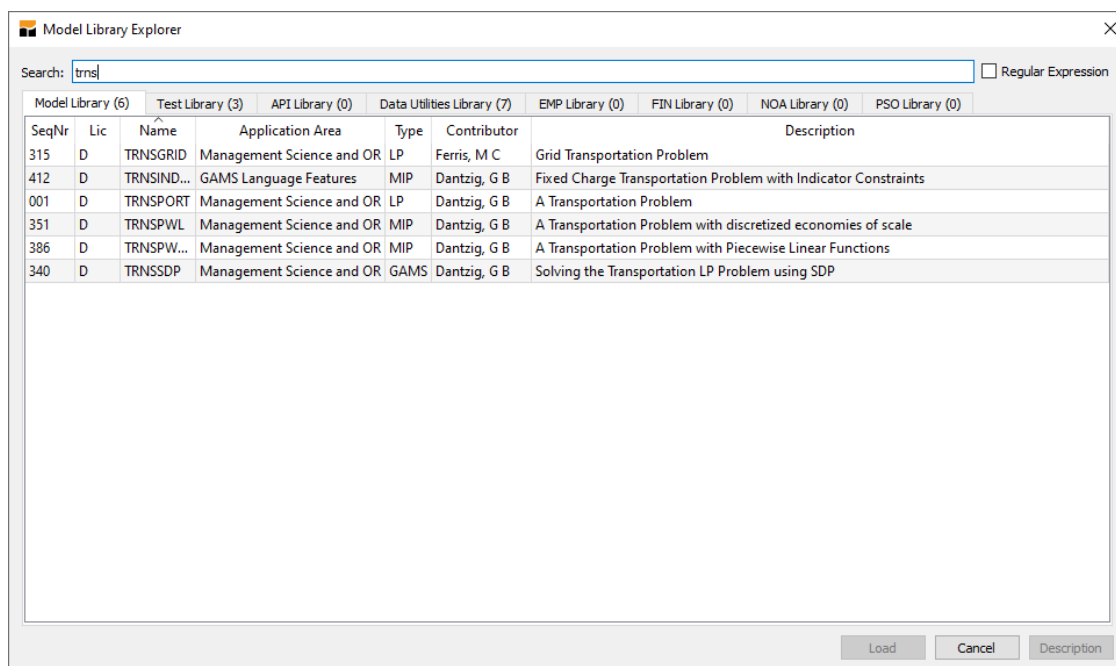 Model Library Explorer
Search: trns Regular Expression
Model Library (6) Test Library (3) API Library (0) Data Utilities Library (7) EMP Library (0) FIN Library (0) NOA Library (0) PSO Library (0)
SeqNr Lic Name Application Area Type Contributor Description
315 D TRNSGRID Management Science and OR LP Ferris, M C Grid Transportation Problem
412 D TRNSIND... GAMS Language Features MIP Dantzig, G B Fixed Charge Transportation Problem with Indicator Constraints
001 D TRNSPORT Management Science and OR LP Dantzig, G B A Transportation Problem
351 D TRNSPWL Management Science and OR MIP Dantzig, G B A Transportation Problem with discretized economies of scale
386 D TRNSPW... Management Science and OR MIP Dantzig, G B A Transportation Problem with Piecewise Linear Functions
340 D TRNSSDP Management Science and OR GAMS Dantzig, G B Solving the Transportation LP Problem using SDP
Load Cancel Description